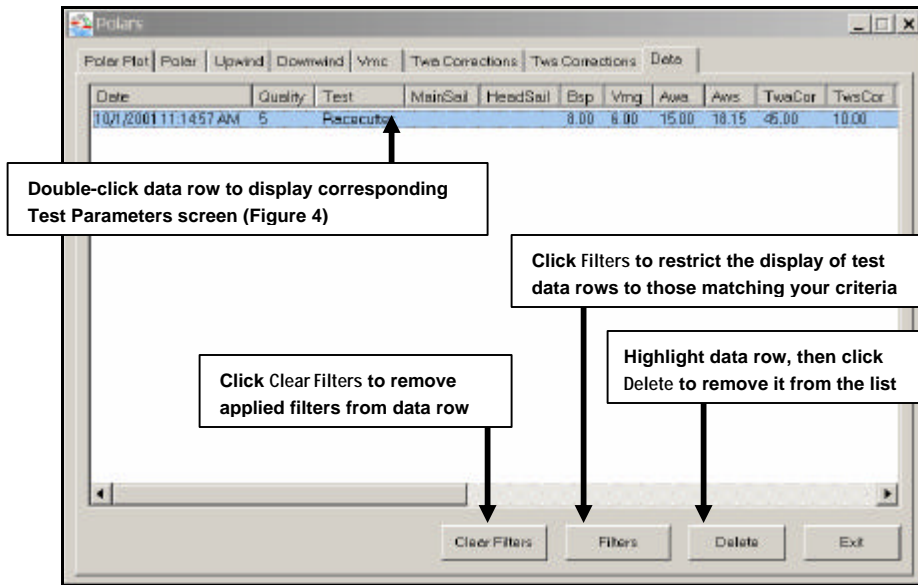 Polars
Polar Plot Polar Upwind Downwind Vmc Twa Corrections Tws Corrections Data
Date Quality Test MainSail HeadSail Bsp Vmg Awa Aws TwaCor TwsCor
10/1/2001 11:14:57 AM 5 Racecutter 8.00 6.00 15.00 18.15 45.00 10.00
Double-click data row to display corresponding
Test Parameters screen (Figure 4)
Click Filters to restrict the display of test
data rows to those matching your criteria
Highlight data row, then click
Delete to remove it from the list
Click Clear Filters to remove
applied filters from data row
Clear Filters Filters Delete Exit